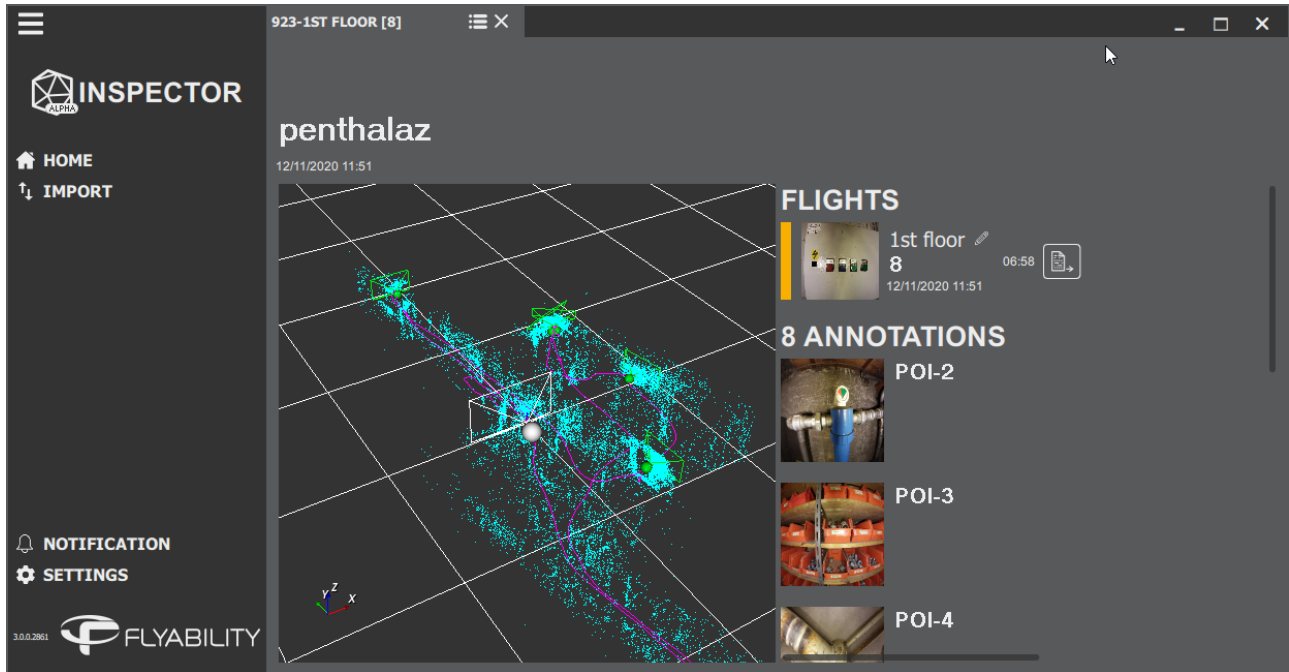 923-1ST FLOOR [8]
ALPHA
INSPECTOR
HOME
IMPORT
NOTIFICATION
SETTINGS
3.0.0.2861
FLYABILITY
penthalaz
12/11/2020 11:51
Z
Y
X
FLIGHTS
1st floor
8
06:58
12/11/2020 11:51
8 ANNOTATIONS
POI-2
POI-3
POI-4